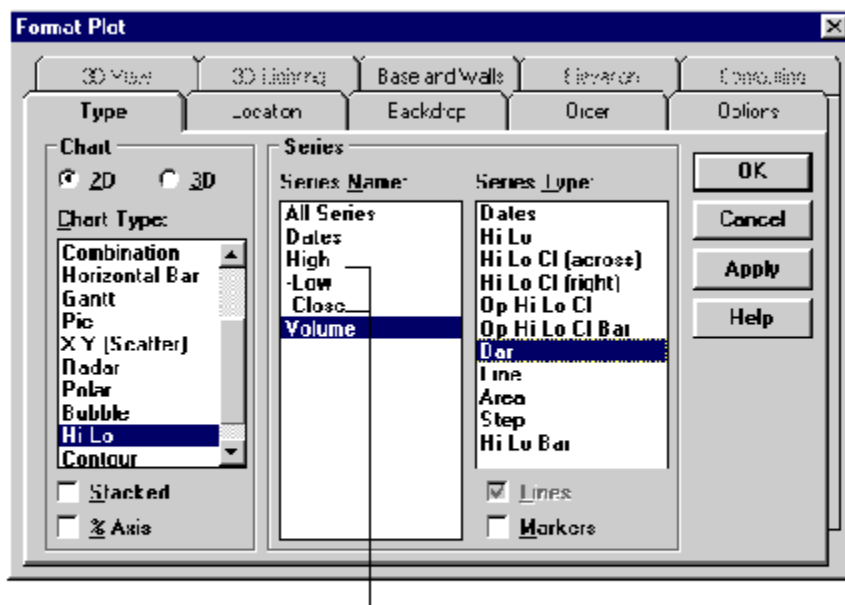 Format Plot
3D View 3D Lighting Base and Walls Elevation
Type Location Backdrop Order Options
Chart
2D 3D
Chart Type:
Combination
Horizontal Bar
Gantt
Pie
X Y (Scatter)
Radar
Polar
Bubble
Hi Lo
Contour
Stacked
% Axis
Series
Series Name:
All Series
Dates
High
-Low
Close
Volume
Series Type:
Dates
Hi Lo
Hi Lo Cl (across)
Hi Lo Cl (right)
Op Hi Lo Cl
Op Hi Lo Cl Bar
Bar
Line
Area
Step
Hi Lo Bar
Lines
Markers
OK
Cancel
Apply
Help